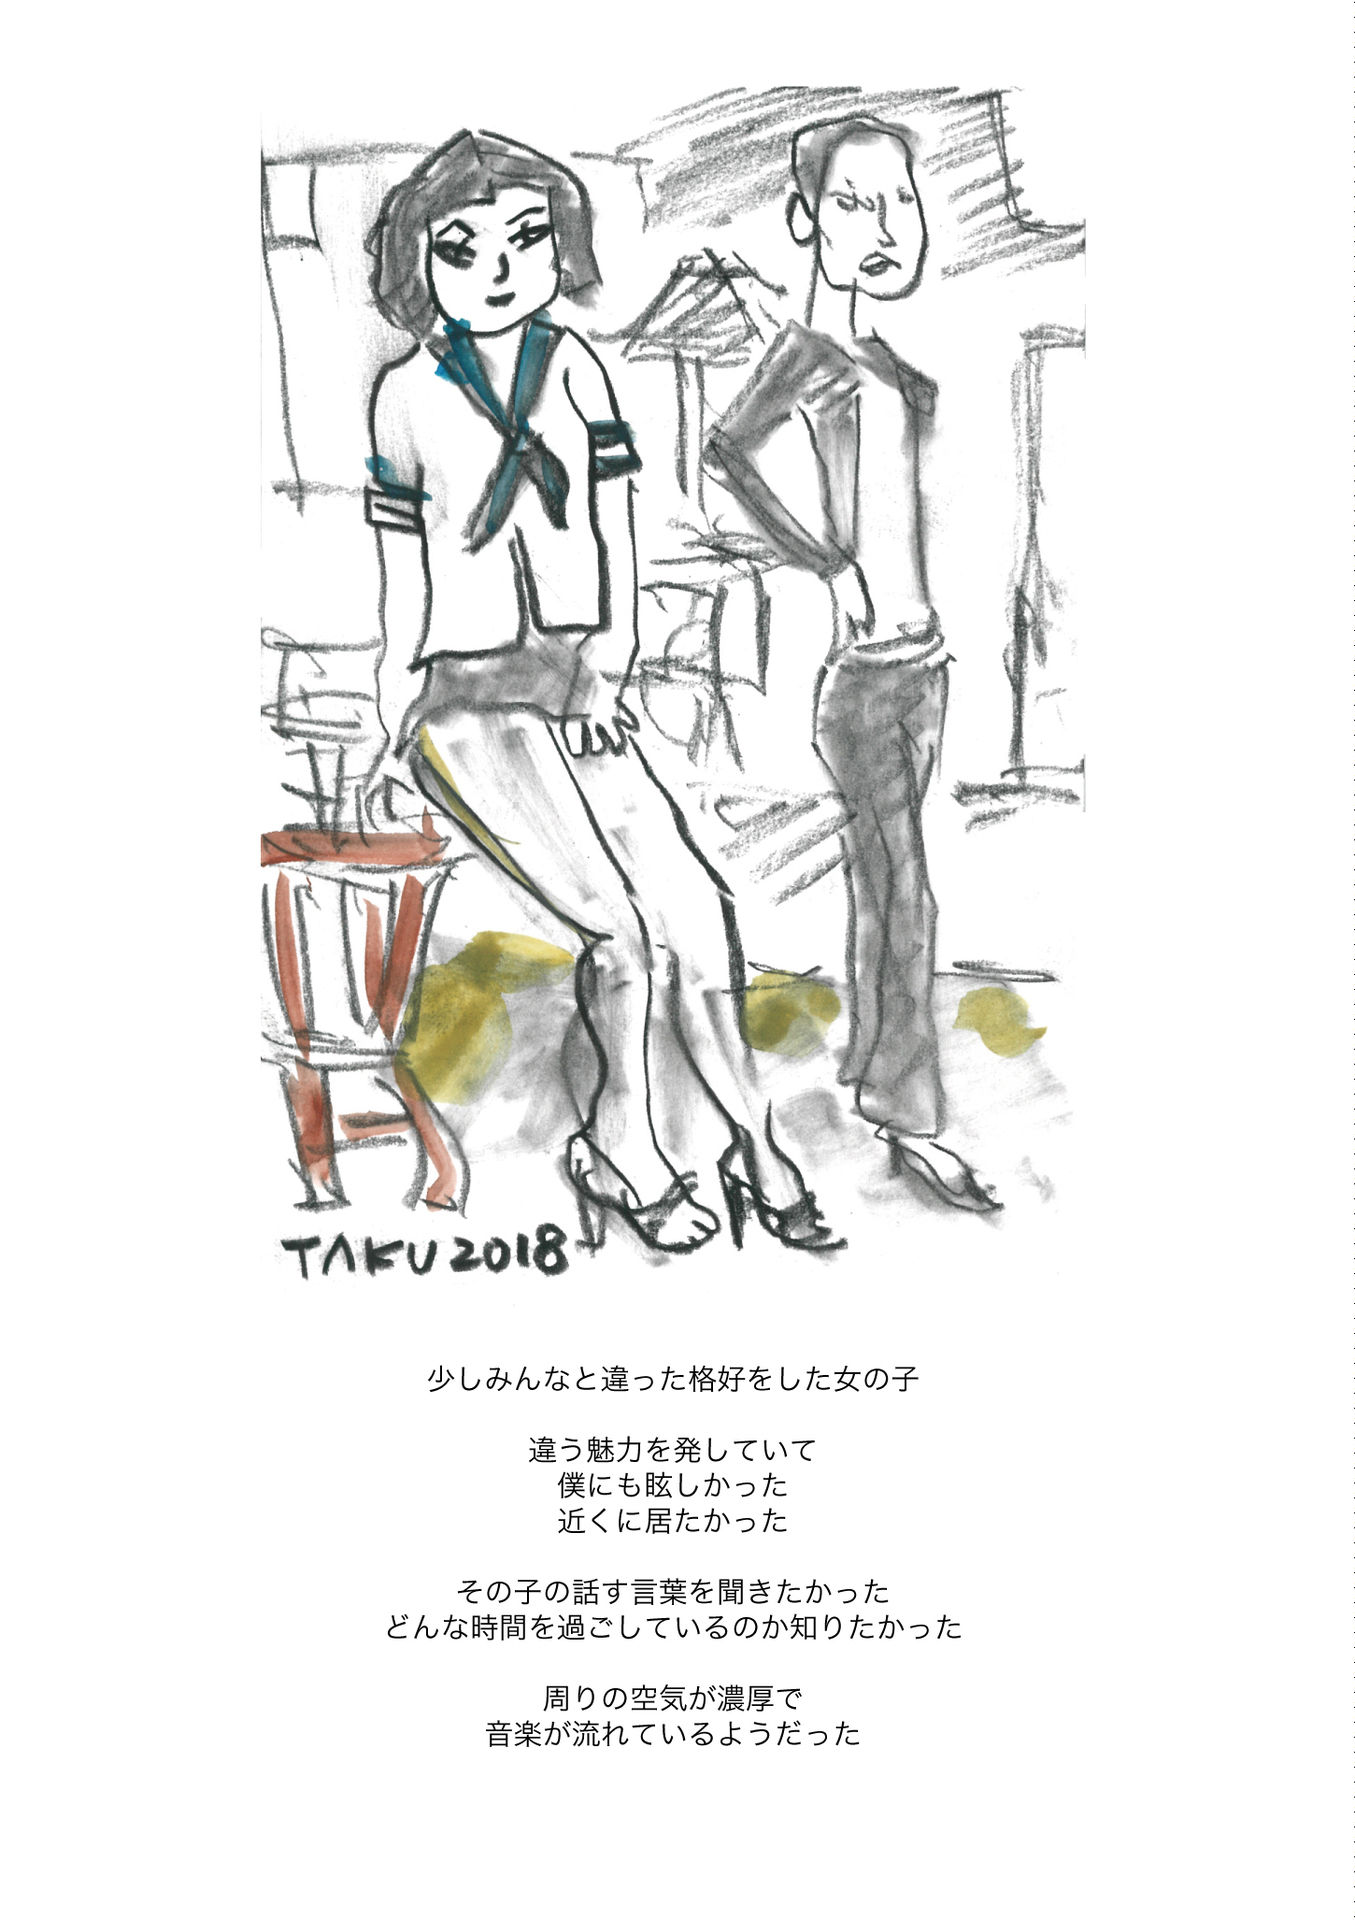 TAKU 2018
少しみんなと違った格好をした女の子
違う魅力を発していて
僕にも眩しかった
近くに居たかった
その子の話す言葉を聞きたかった
どんな時間を過ごしているのか知りたかった
周りの空気が濃厚で
音楽が流れているようだった